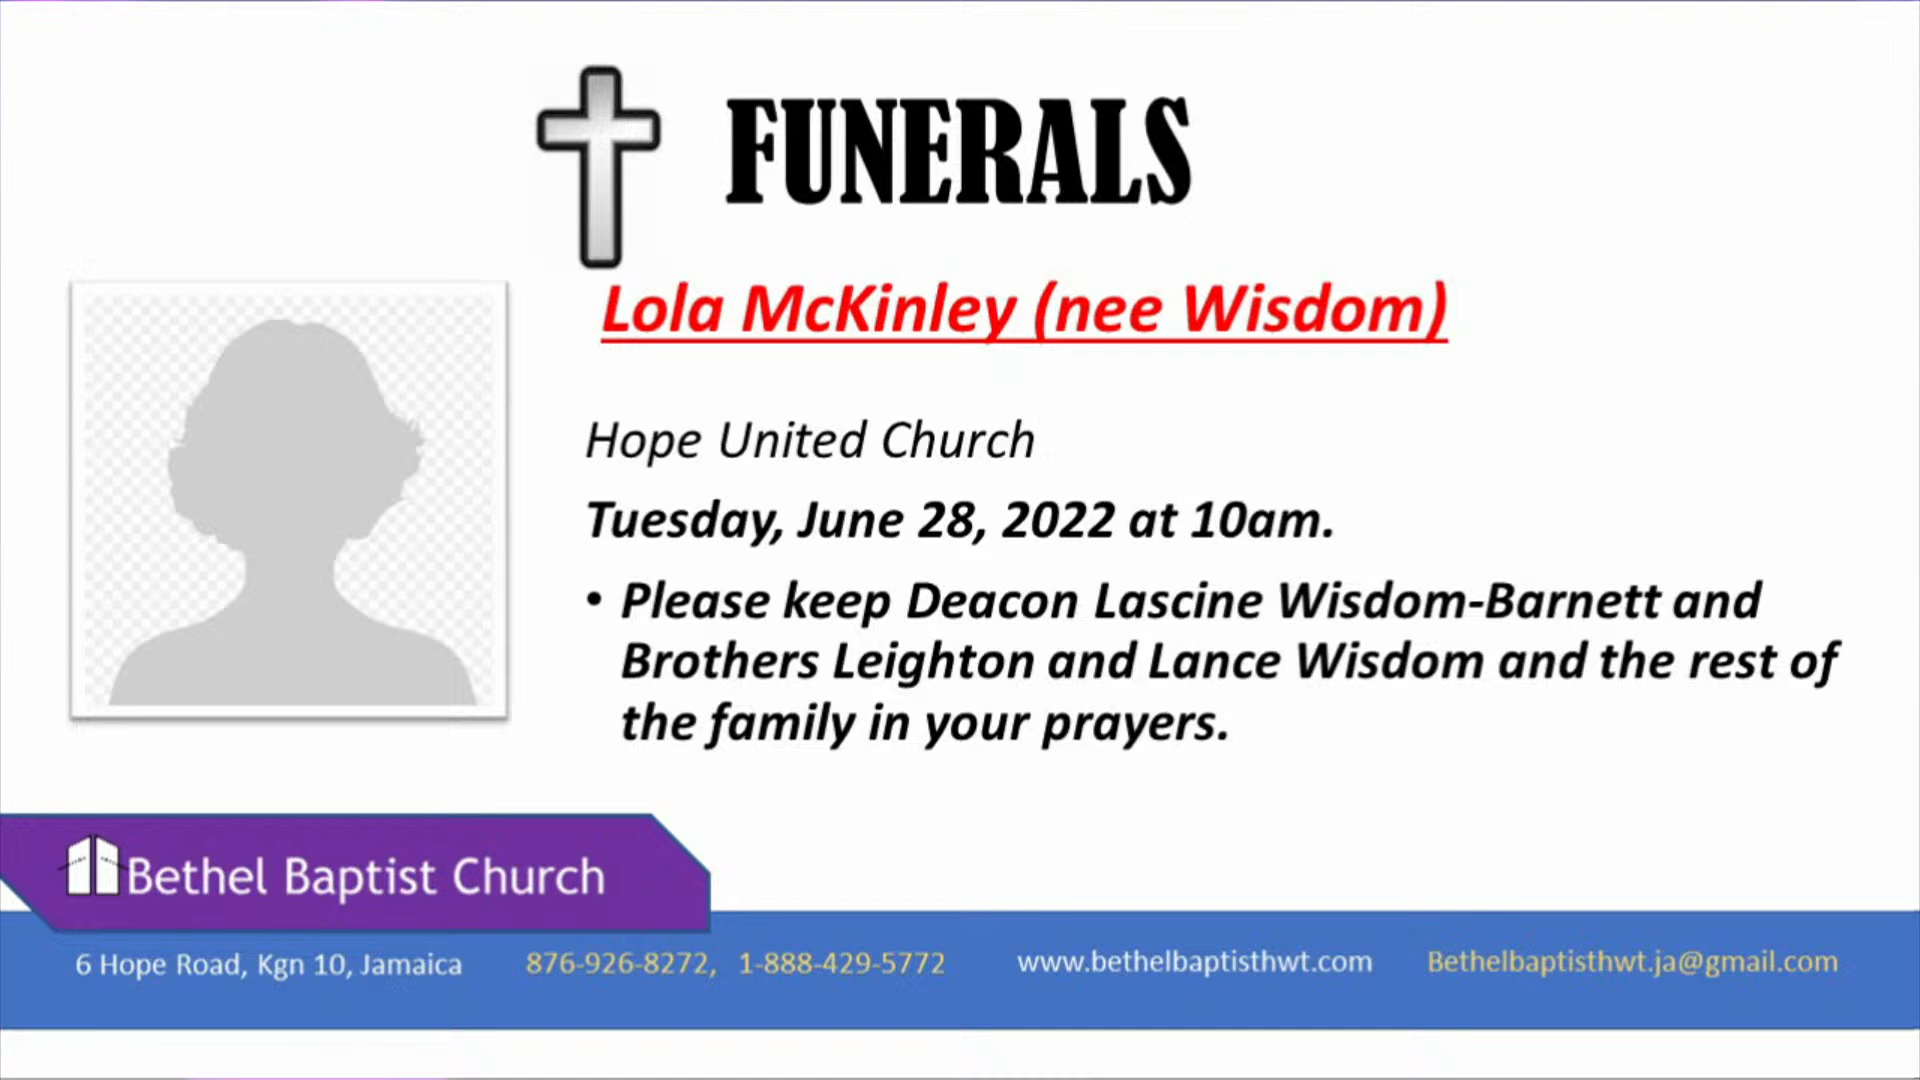 FUNERALS
Lola McKinley (nee Wisdom)
Hope United Church
Tuesday, June 28, 2022 at 10am.
• Please keep Deacon Lascine Wisdom-Barnett and
Brothers Leighton and Lance Wisdom and the rest of
the family in your prayers.
Bethel Baptist Church
6 Hope Road, Kgn 10, Jamaica 876-926-8272, 1-888-429-5772 www.bethelbaptisthwt.com Bethelbaptisthwt.ja@gmail.com